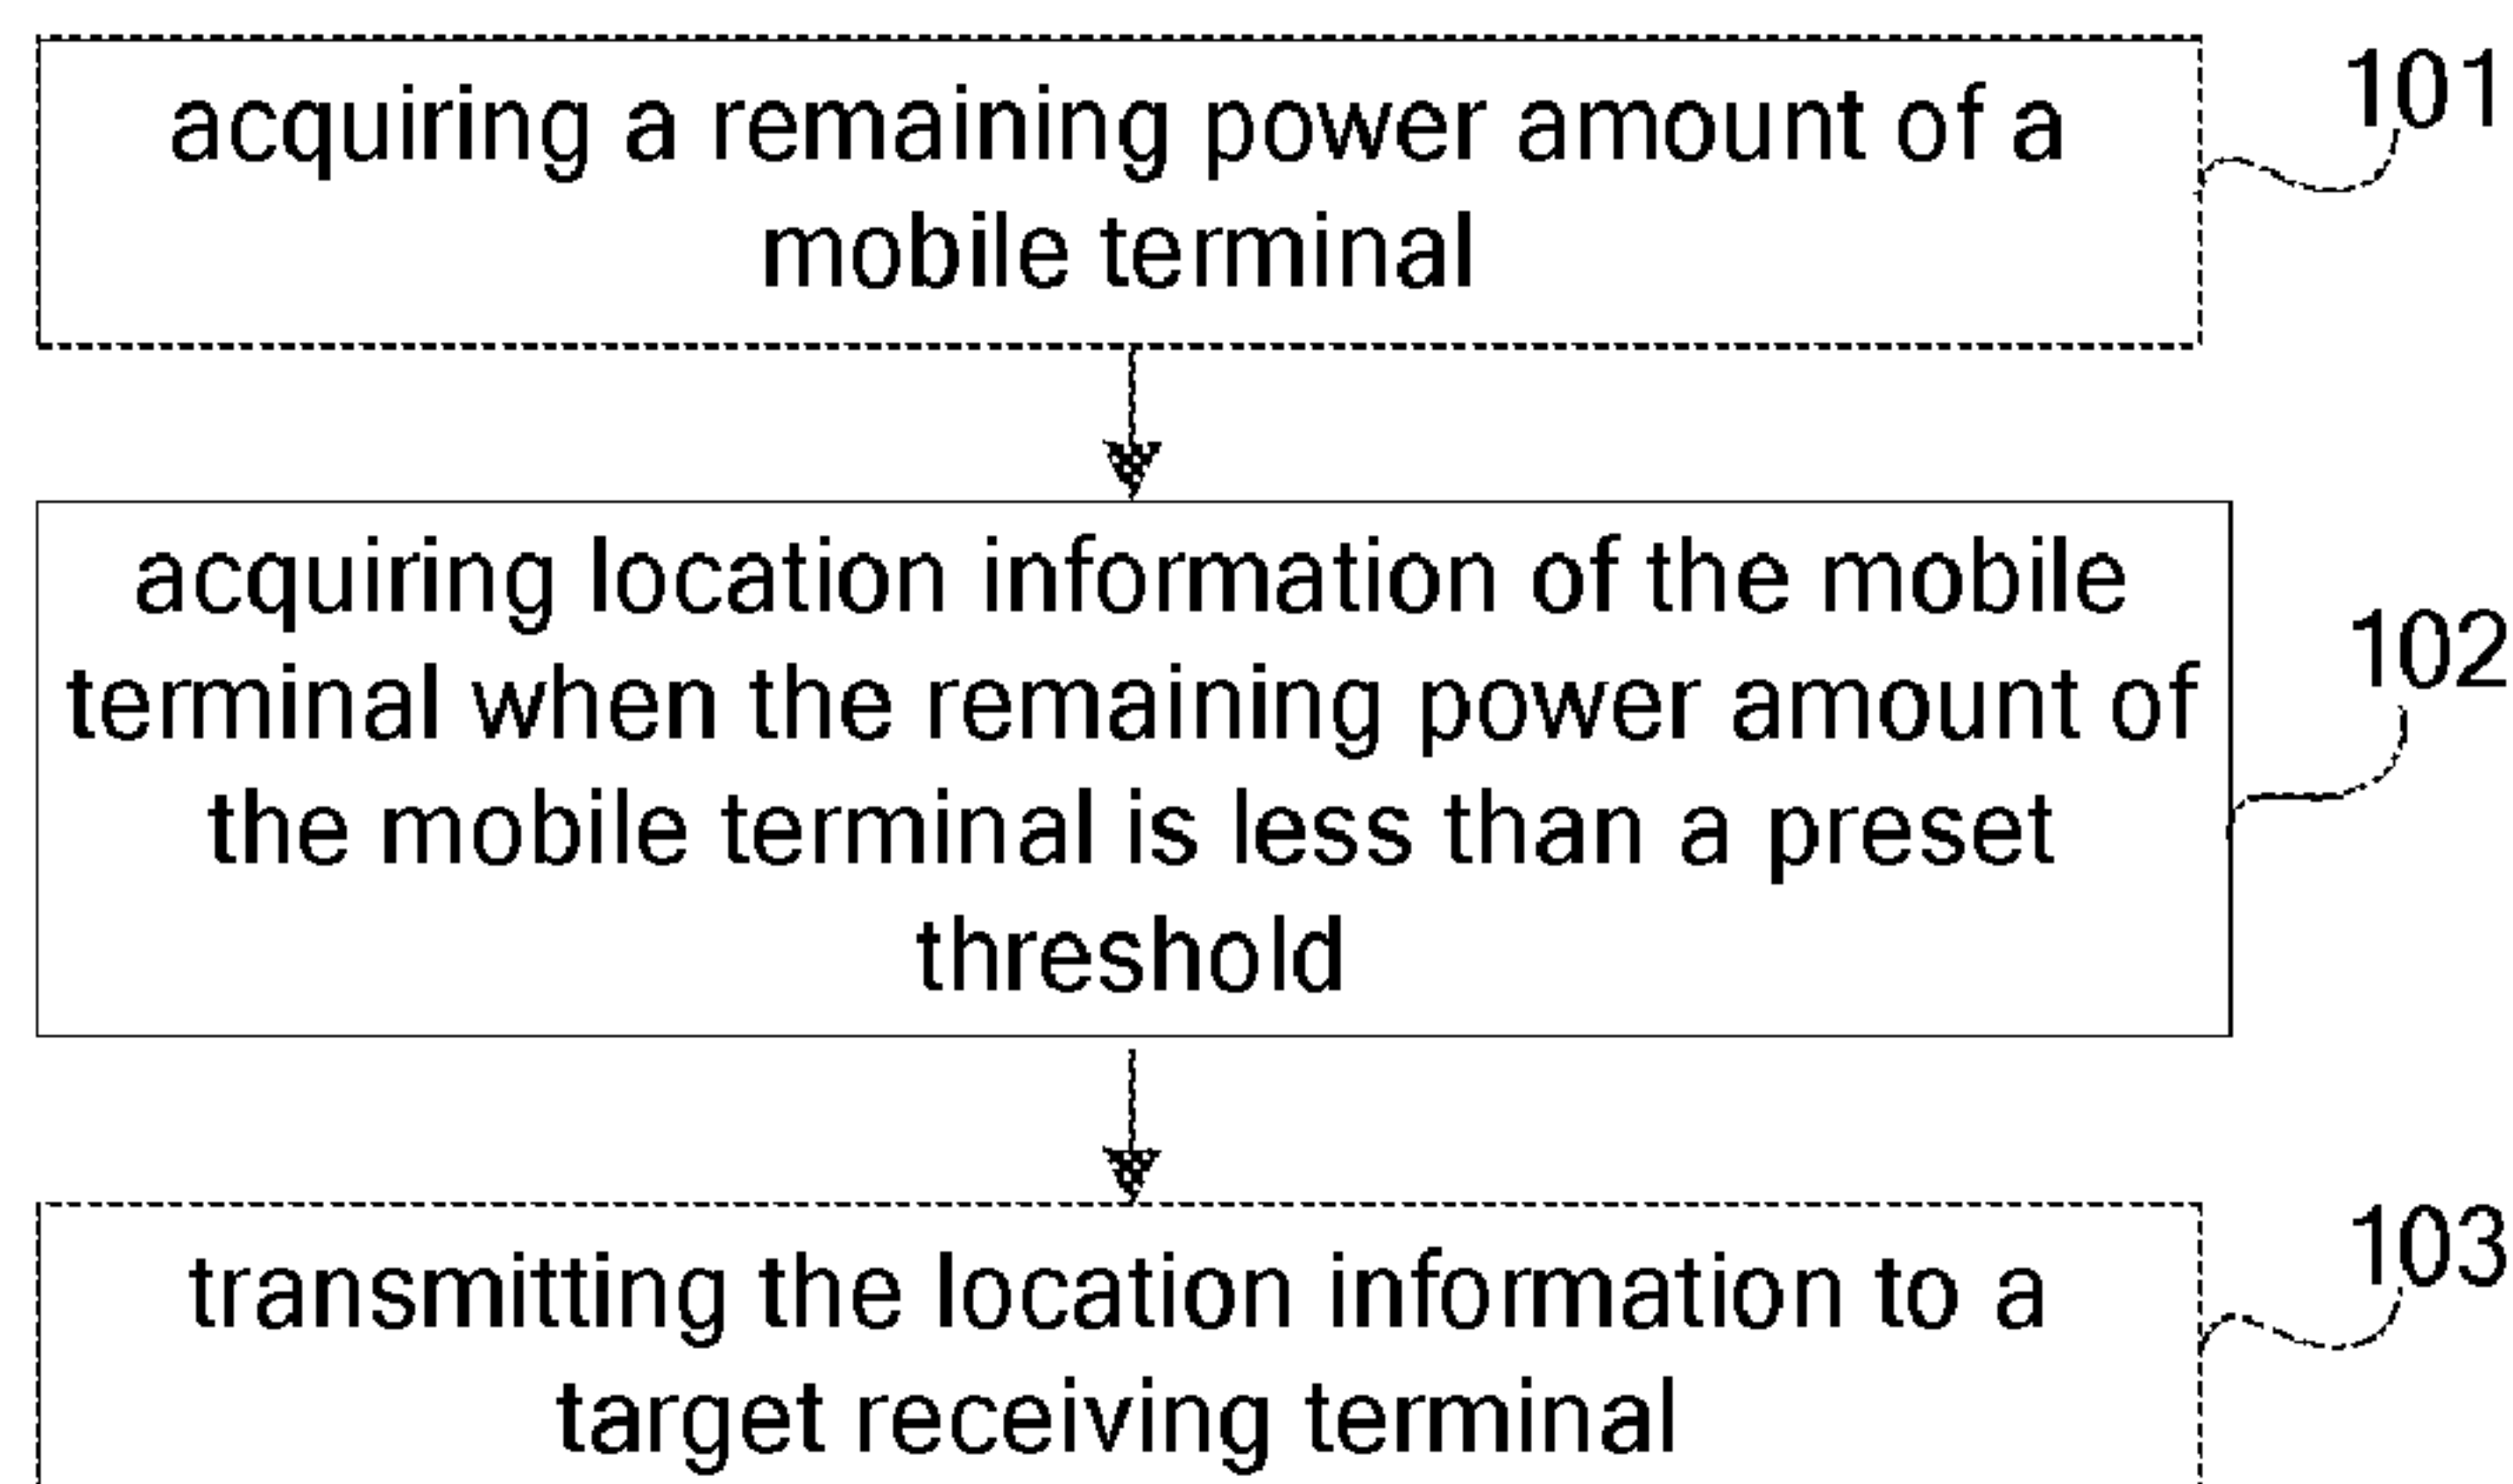 acquiring a remaining power amount of a
mobile terminal
101
acquiring location information of the mobile
terminal when the remaining power amount of
the mobile terminal is less than a preset
threshold
102
transmitting the location information to a
target receiving terminal
103